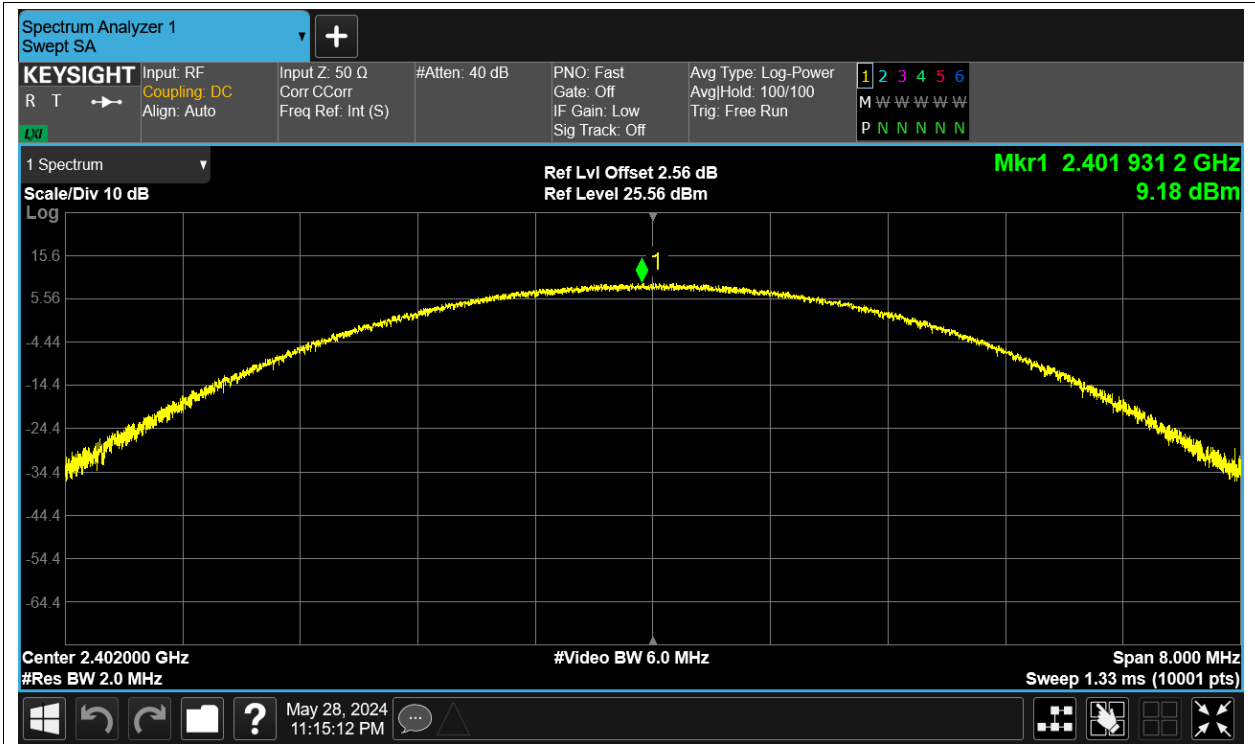 Spectrum Analyzer 1
Swept SA
KEYSIGHT
R T
LXI
Input: RF
Coupling: DC
Align: Auto
Input Z: 50 Ω
Corr CCorr
Freq Ref: Int (S)
#Atten: 40 dB
PNO: Fast
Gate: Off
IF Gain: Low
Sig Track: Off
Avg Type: Log-Power
Avg|Hold: 100/100
Trig: Free Run
1 2 3 4 5 6
M W W W W W
P N N N N N
1 Spectrum
Scale/Div 10 dB
Log
Ref Lvl Offset 2.56 dB
Ref Level 25.56 dBm
Mkr1 2.401 931 2 GHz
9.18 dBm
1
15.6
5.56
-4.44
-14.4
-24.4
-34.4
-44.4
-54.4
-64.4
Center 2.402000 GHz
#Video BW 6.0 MHz
Span 8.000 MHz
#Res BW 2.0 MHz
Sweep 1.33 ms (10001 pts)
?
May 28, 2024
11:15:12 PM